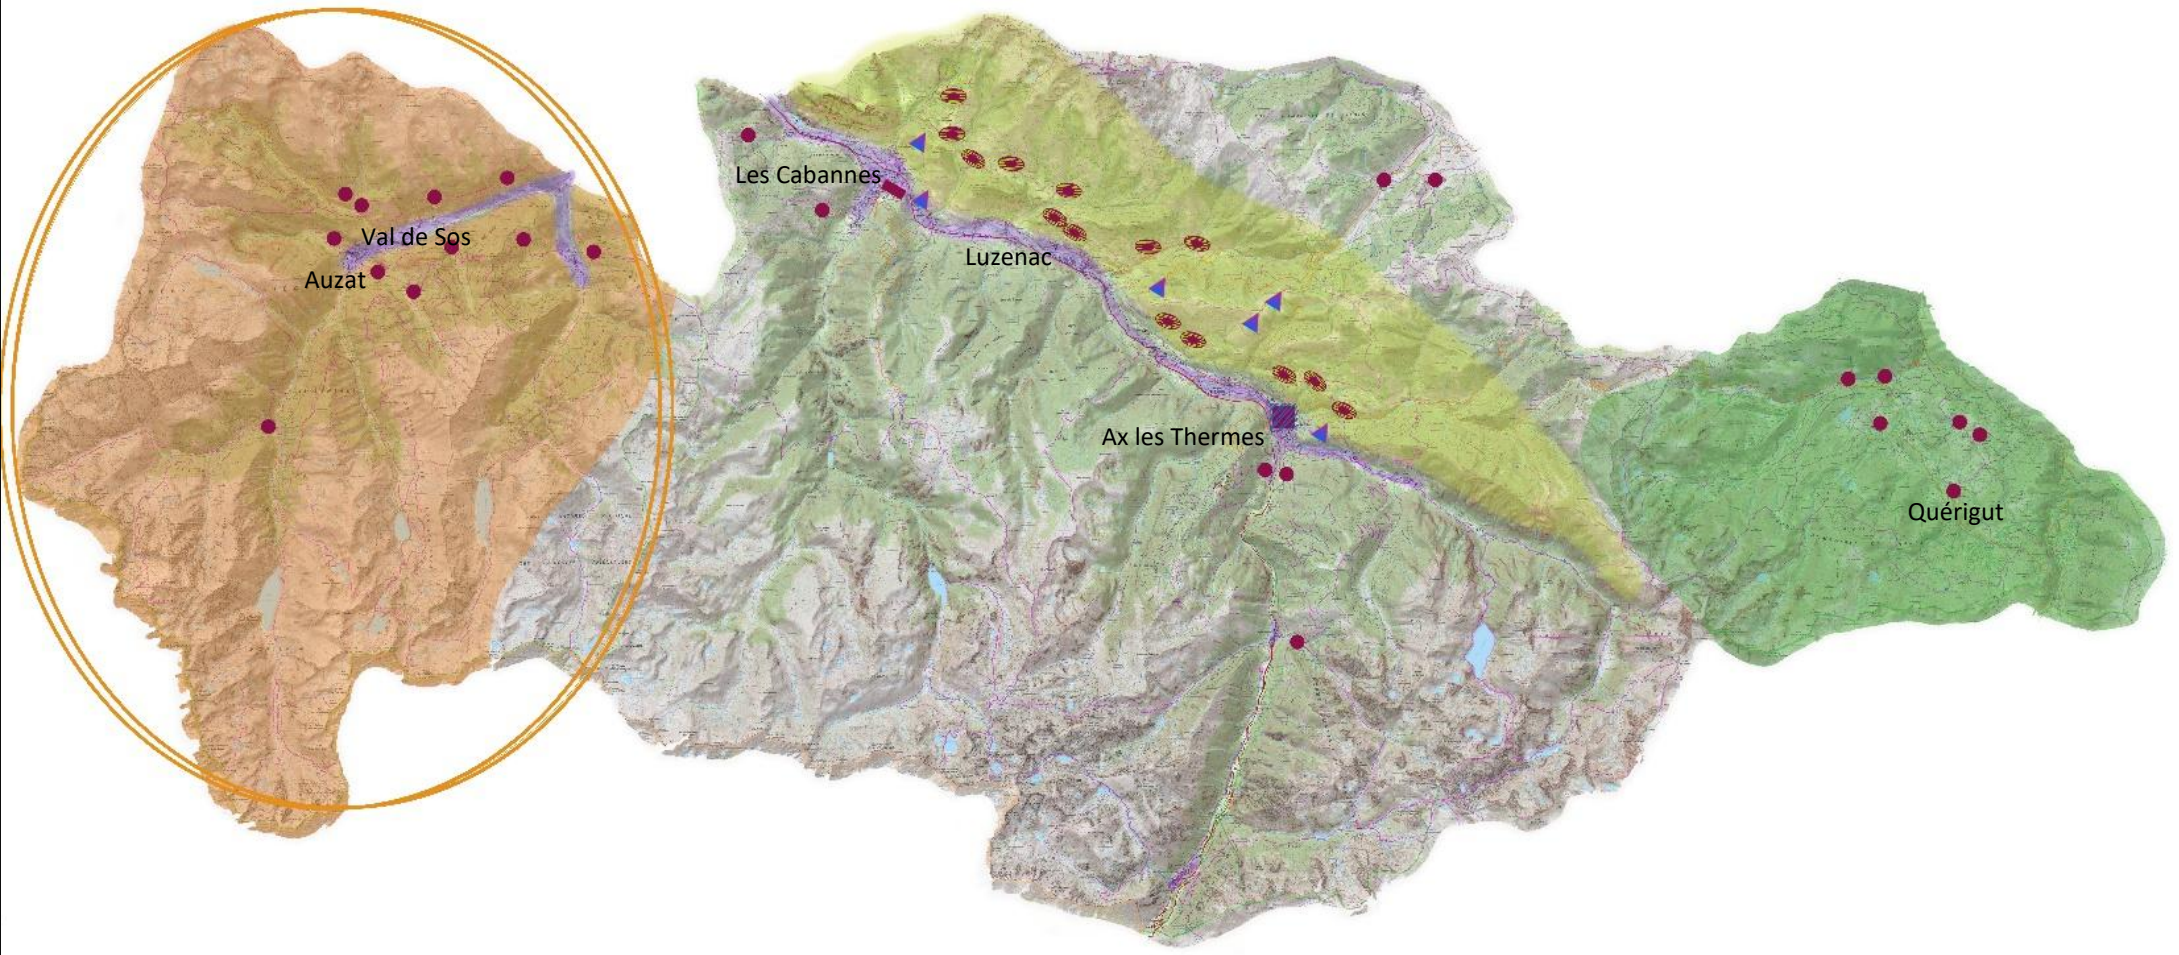 Les Cabannes
Val de Sos
Auzat
Luzenac
Ax les Thermes
Quérigut